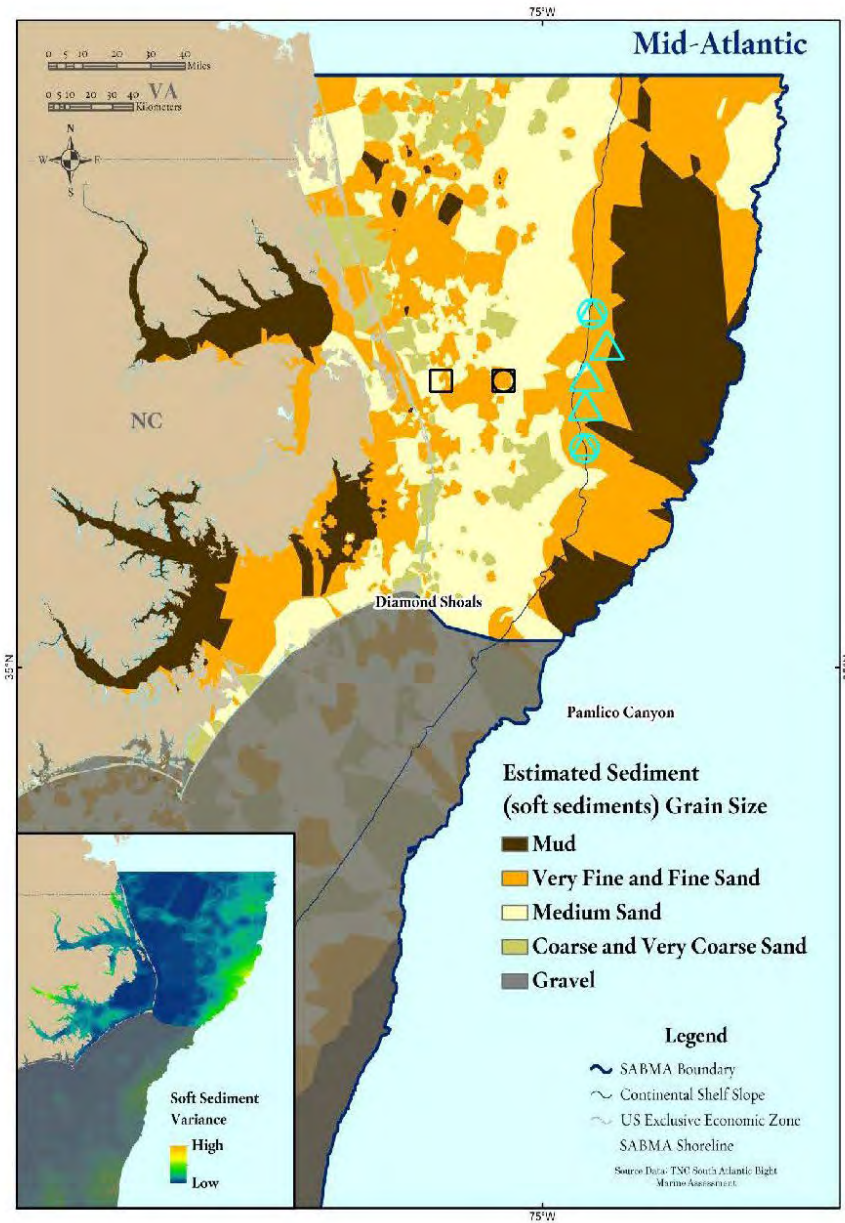 75°W
Mid-Atlantic
0 5 10 20 30 40
Miles
VA
0 5 10 20 30 40
Kilometers
N
W E
S
NC
Diamond Shoals
35°N
Pamlico Canyon
Estimated Sediment
(soft sediments) Grain Size
Mud
Very Fine and Fine Sand
Medium Sand
Coarse and Very Coarse Sand
Gravel
Soft Sediment
Variance
High
Low
Legend
SABMA Boundary
Continental Shelf Slope
US Exclusive Economic Zone
SABMA Shoreline
Source Data: TNC South Atlantic Bight
Marine Assessment
75°W